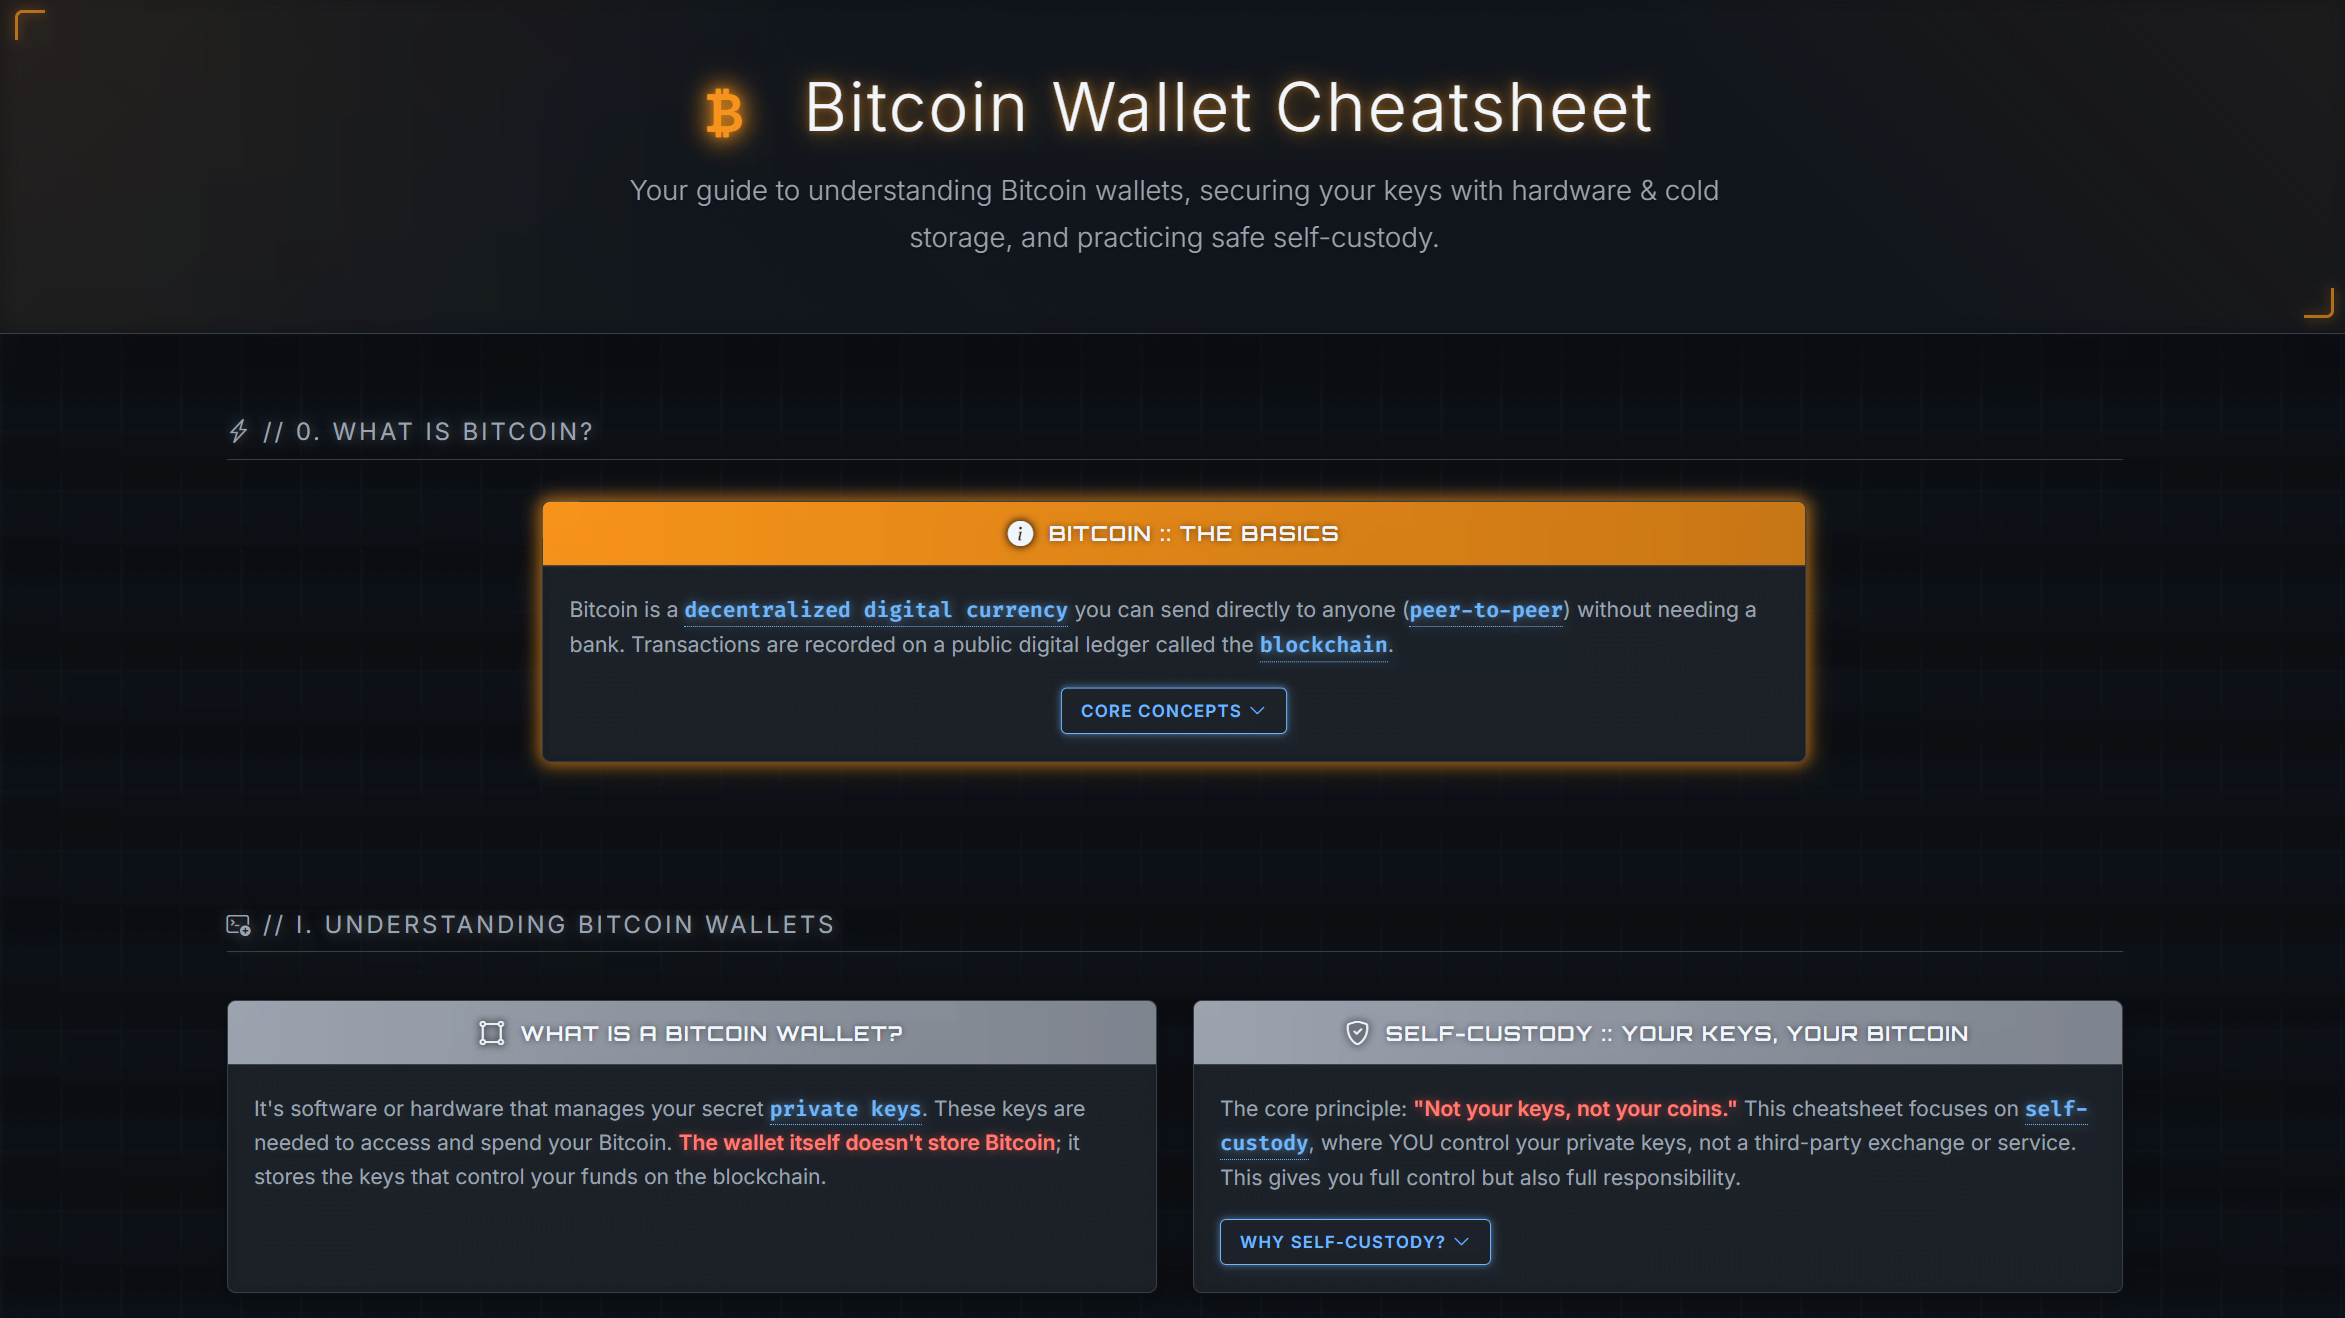 Bitcoin Wallet Cheatsheet
Your guide to understanding Bitcoin wallets, securing your keys with hardware & cold
storage, and practicing safe self-custody.
// 0. WHAT IS BITCOIN?
BITCOIN :: THE BASICS
Bitcoin is a decentralized digital currency you can send directly to anyone (peer-to-peer) without needing a
bank. Transactions are recorded on a public digital ledger called the blockchain.
CORE CONCEPTS
// I. UNDERSTANDING BITCOIN WALLETS
WHAT IS A BITCOIN WALLET?
It's software or hardware that manages your secret private keys. These keys are
needed to access and spend your Bitcoin. The wallet itself doesn't store Bitcoin; it
stores the keys that control your funds on the blockchain.
SELF-CUSTODY :: YOUR KEYS, YOUR BITCOIN
The core principle: "Not your keys, not your coins." This cheatsheet focuses on self-
custody, where YOU control your private keys, not a third-party exchange or service.
This gives you full control but also full responsibility.
WHY SELF-CUSTODY?